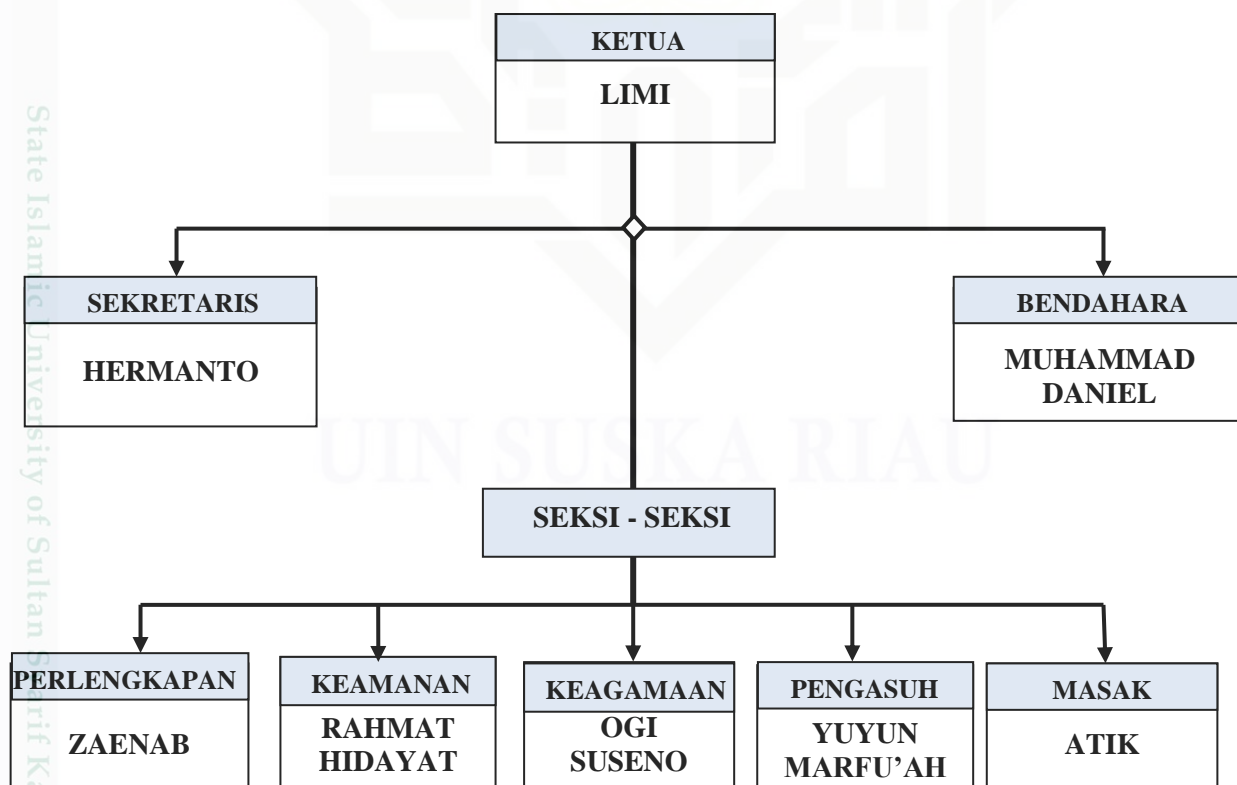 KETUA
LIMI
SEKRETARIS
HERMANTO
BENDAHARA
MUHAMMAD
DANIEL
UIN SUSKA RIAU
SEKSI - SEKSI
PERLENGKAPAN
ZAENAB
KEAMANAN
RAHMAT
HIDAYAT
KEAGAMAAN
OGI
SUSENO
PENGASUH
YUYUN
MARFU’AH
MASAK
ATIK
State Islamic University of Sultan Syarif Ka